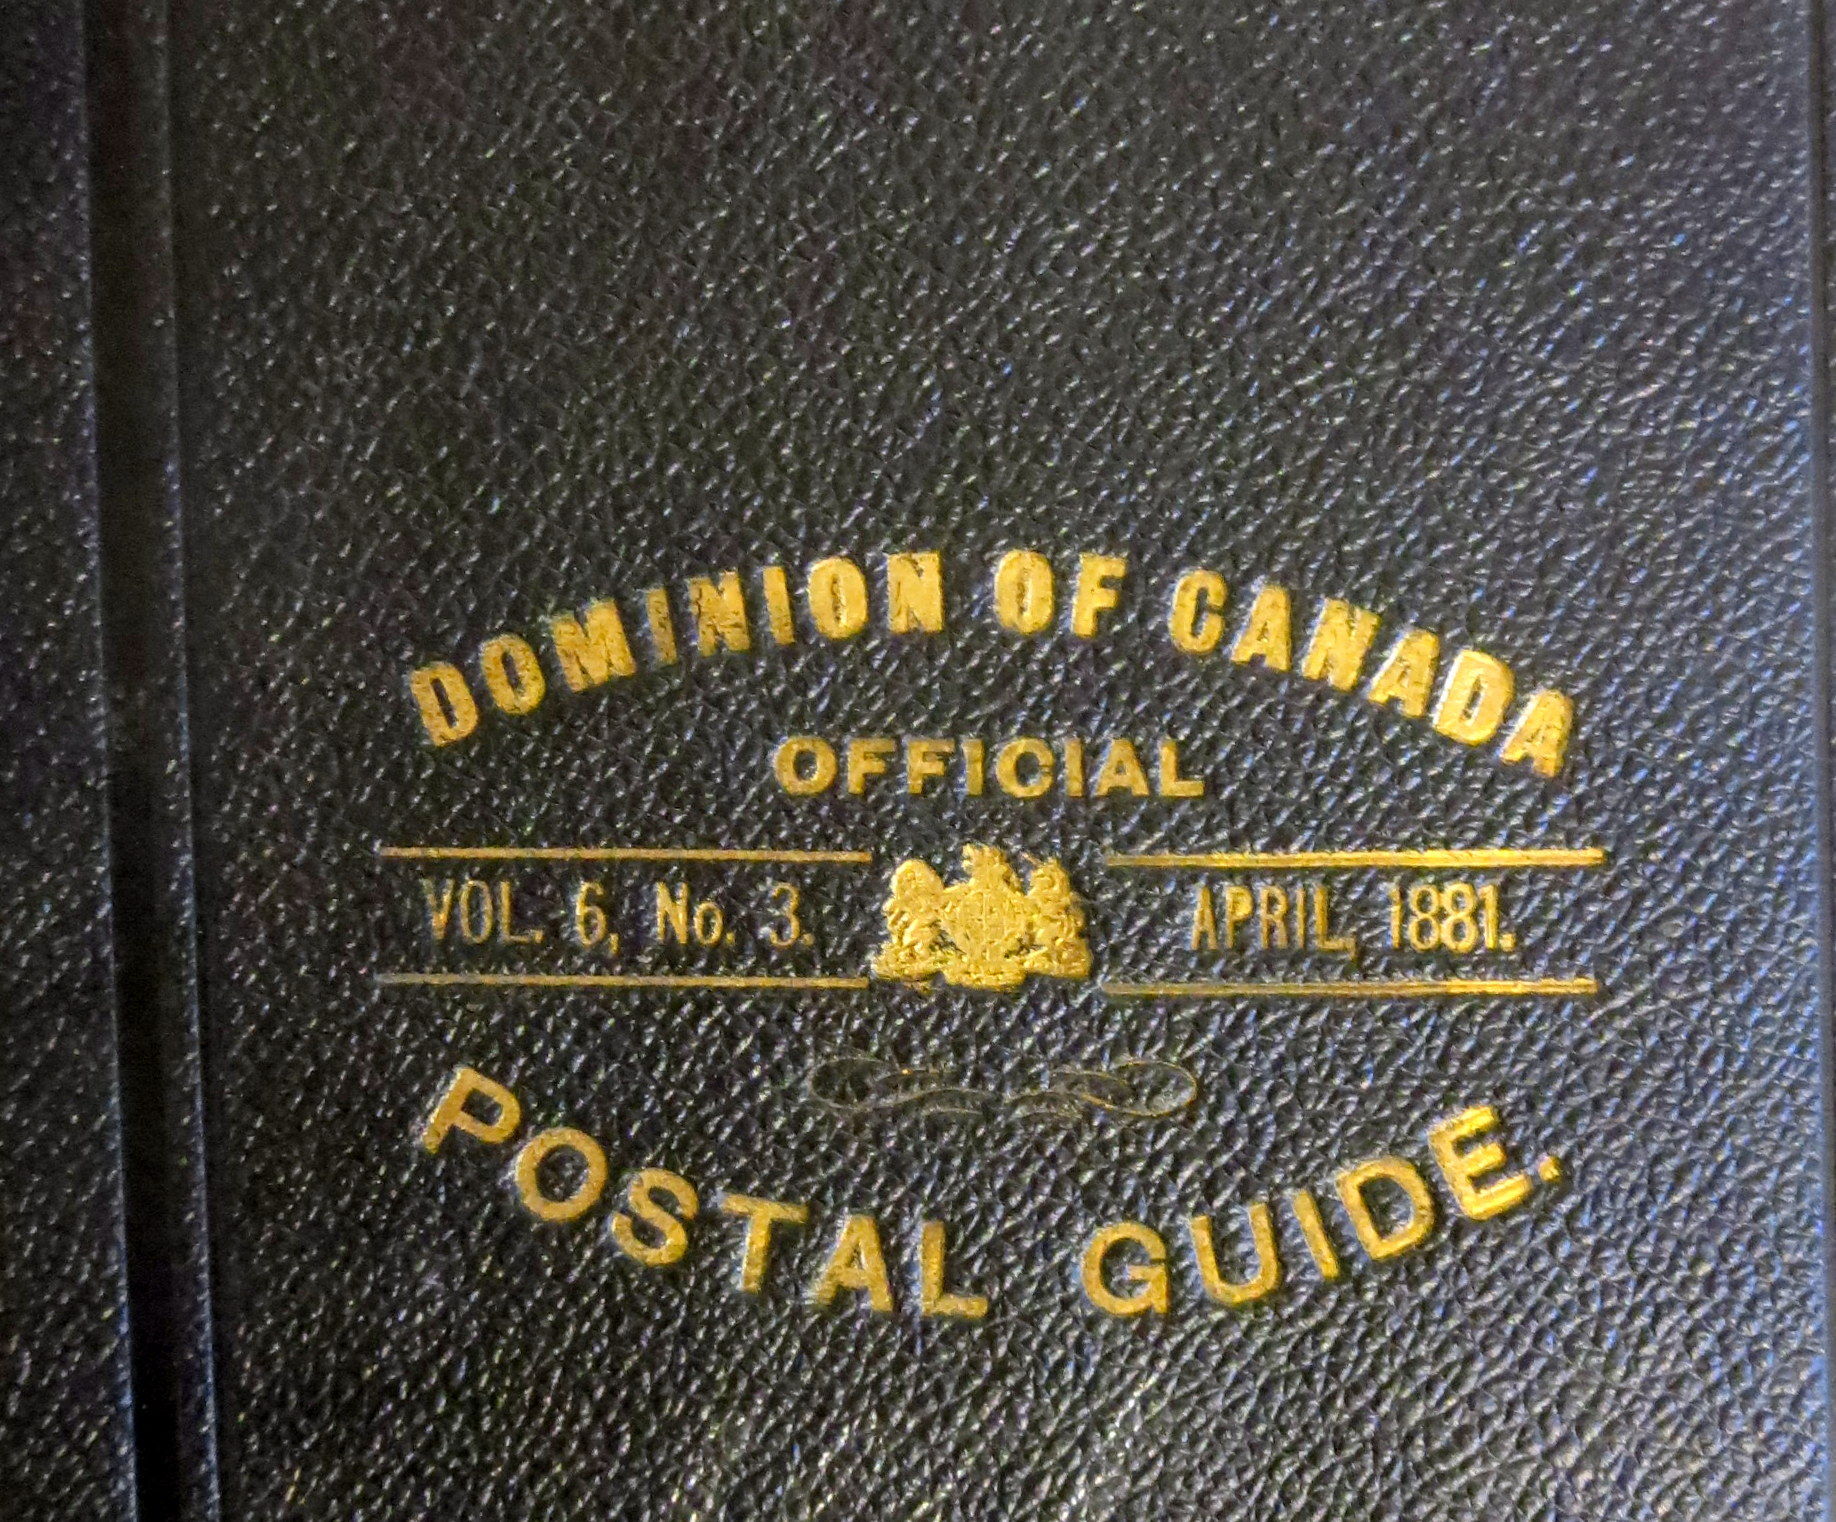 DOMINION OF CANADA
OFFICIAL
VOL. 6, No. 3.
APRIL, 1881.
POSTAL GUIDE.